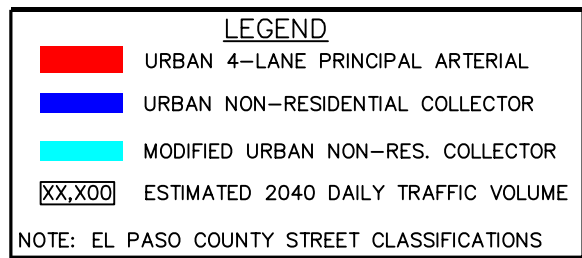 LEGEND
URBAN 4-LANE PRINCIPAL ARTERIAL
URBAN NON-RESIDENTIAL COLLECTOR
MODIFIED URBAN NON-RES. COLLECTOR
XX,X00 ESTIMATED 2040 DAILY TRAFFIC VOLUME
NOTE: EL PASO COUNTY STREET CLASSIFICATIONS